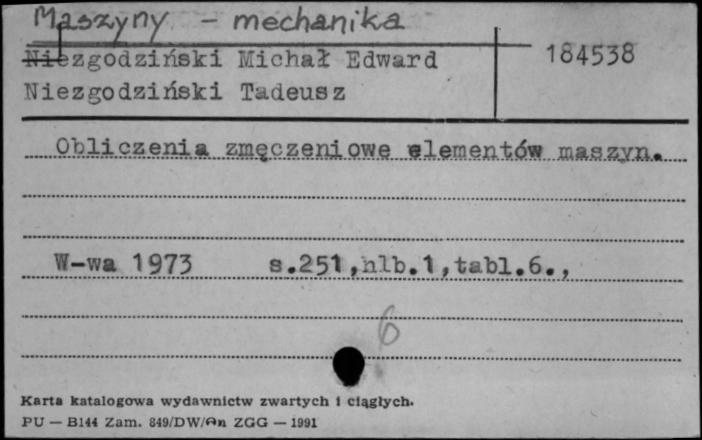 Maszyny - mechanika
Niezgodziński Michał Edward 184538
Niezgodziński Tadeusz
Obliczenia zmęczeniowe elementów maszyn.
W-wa 1973 s.251,nlb.1,tabl.6.,
6
Karta katalogowa wydawnictw zwartych i ciągłych.
PU — B144 Zam. 849/DW/An ZGG — 1991